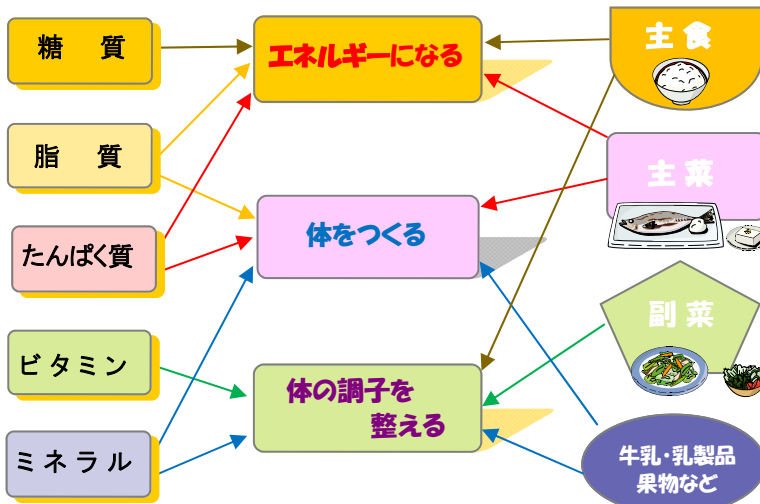 糖　質
脂　質
たんぱく質
ビタミン
ミネラル
エネルギーになる
体をつくる
体の調子を
整える
主食
主菜
副菜
牛乳・乳製品
果物など